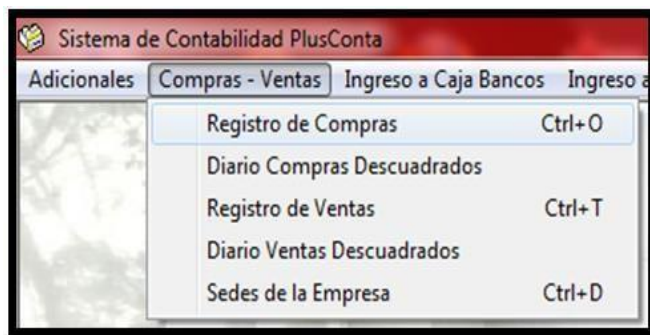 Sistema de Contabilidad PlusConta
Adicionales Compras - Ventas Ingreso a Caja Bancos Ingreso a
Registro de Compras Ctrl+O
Diario Compras Descuadrados
Registro de Ventas Ctrl+T
Diario Ventas Descuadrados
Sedes de la Empresa Ctrl+D